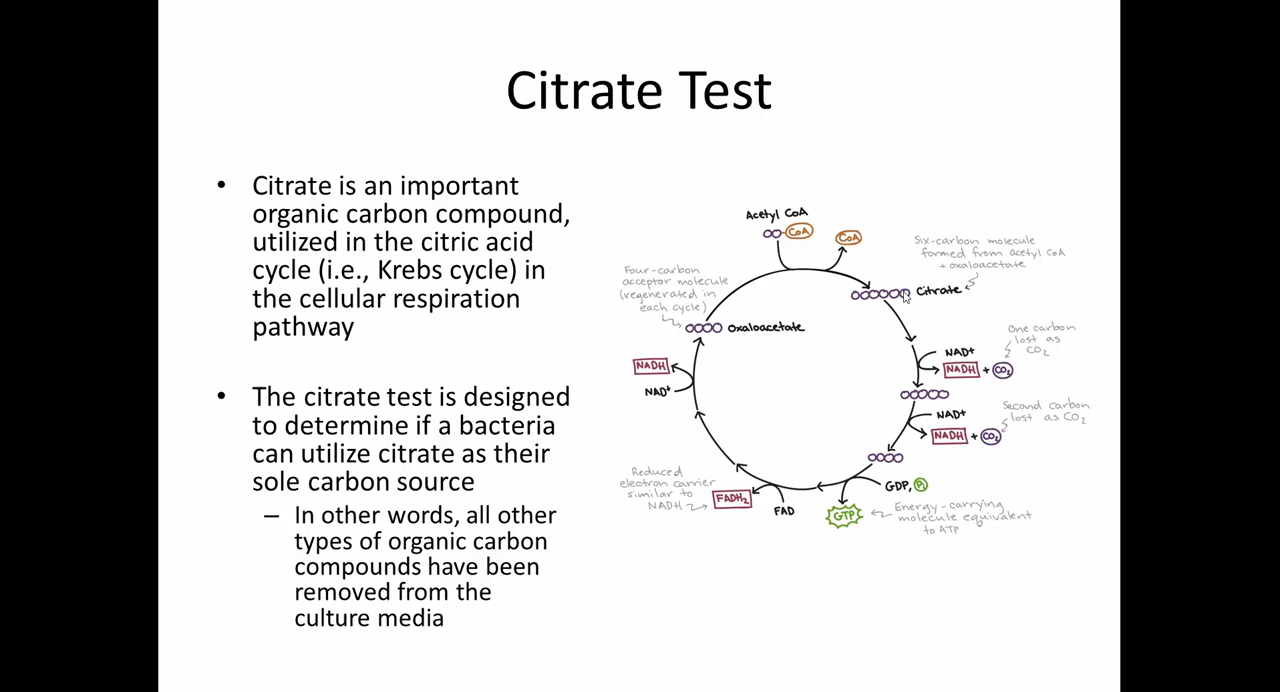 Citrate Test
• Citrate is an important
organic carbon compound,
utilized in the citric acid
cycle (i.e., Krebs cycle) in
the cellular respiration
pathway
• The citrate test is designed
to determine if a bacteria
can utilize citrate as their
sole carbon source
– In other words, all other
types of organic carbon
compounds have been
removed from the
culture media
Acetyl CoA
CoA
CoA
Six-carbon molecule
formed from acetyl CoA
+ oxaloacetate
Citrate
Four-carbon
acceptor molecule
(regenerated in
each cycle)
Oxaloacetate
One carbon
lost as
CO2
NAD+
NADH + CO2
Second carbon
lost as CO2
NAD+
NADH + CO2
NADH
NAD+
GDP, Pi
GTP
Energy-carrying
molecule equivalent
to ATP
Reduced
electron carrier
similar to
NADH
FADH2
FAD